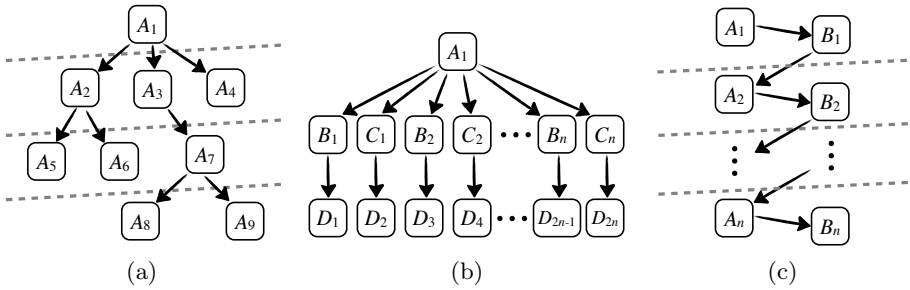 A₁
A₂ A₃ A₄
A₅ A₆ A₇
A₈ A₉
(a)
A₁
B₁ C₁ B₂ C₂ ••• Bₙ Cₙ
D₁ D₂ D₃ D₄ ••• D₂ₙ₋₁ D₂ₙ
(b)
A₁ B₁
A₂ B₂
Aₙ Bₙ
(c)